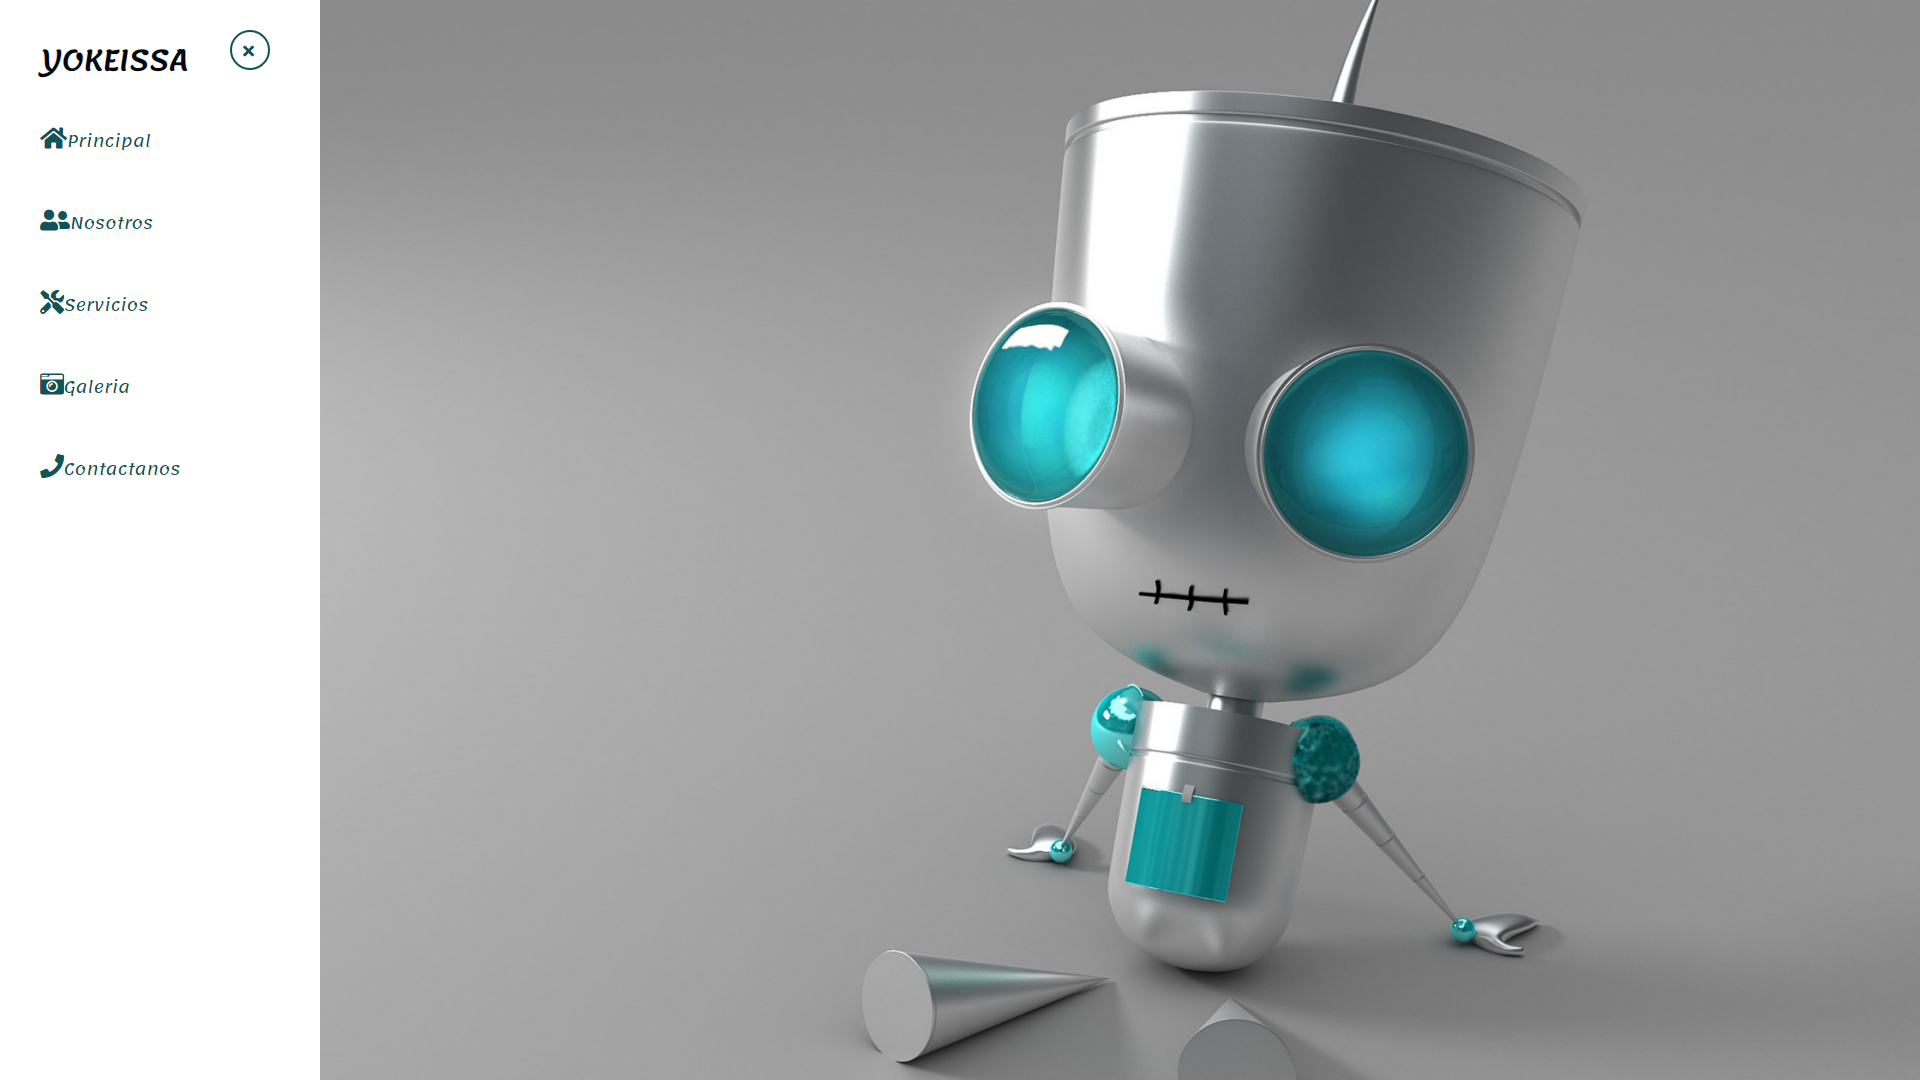 YOKEISSA
Principal
Nosotros
Servicios
Galeria
Contactanos